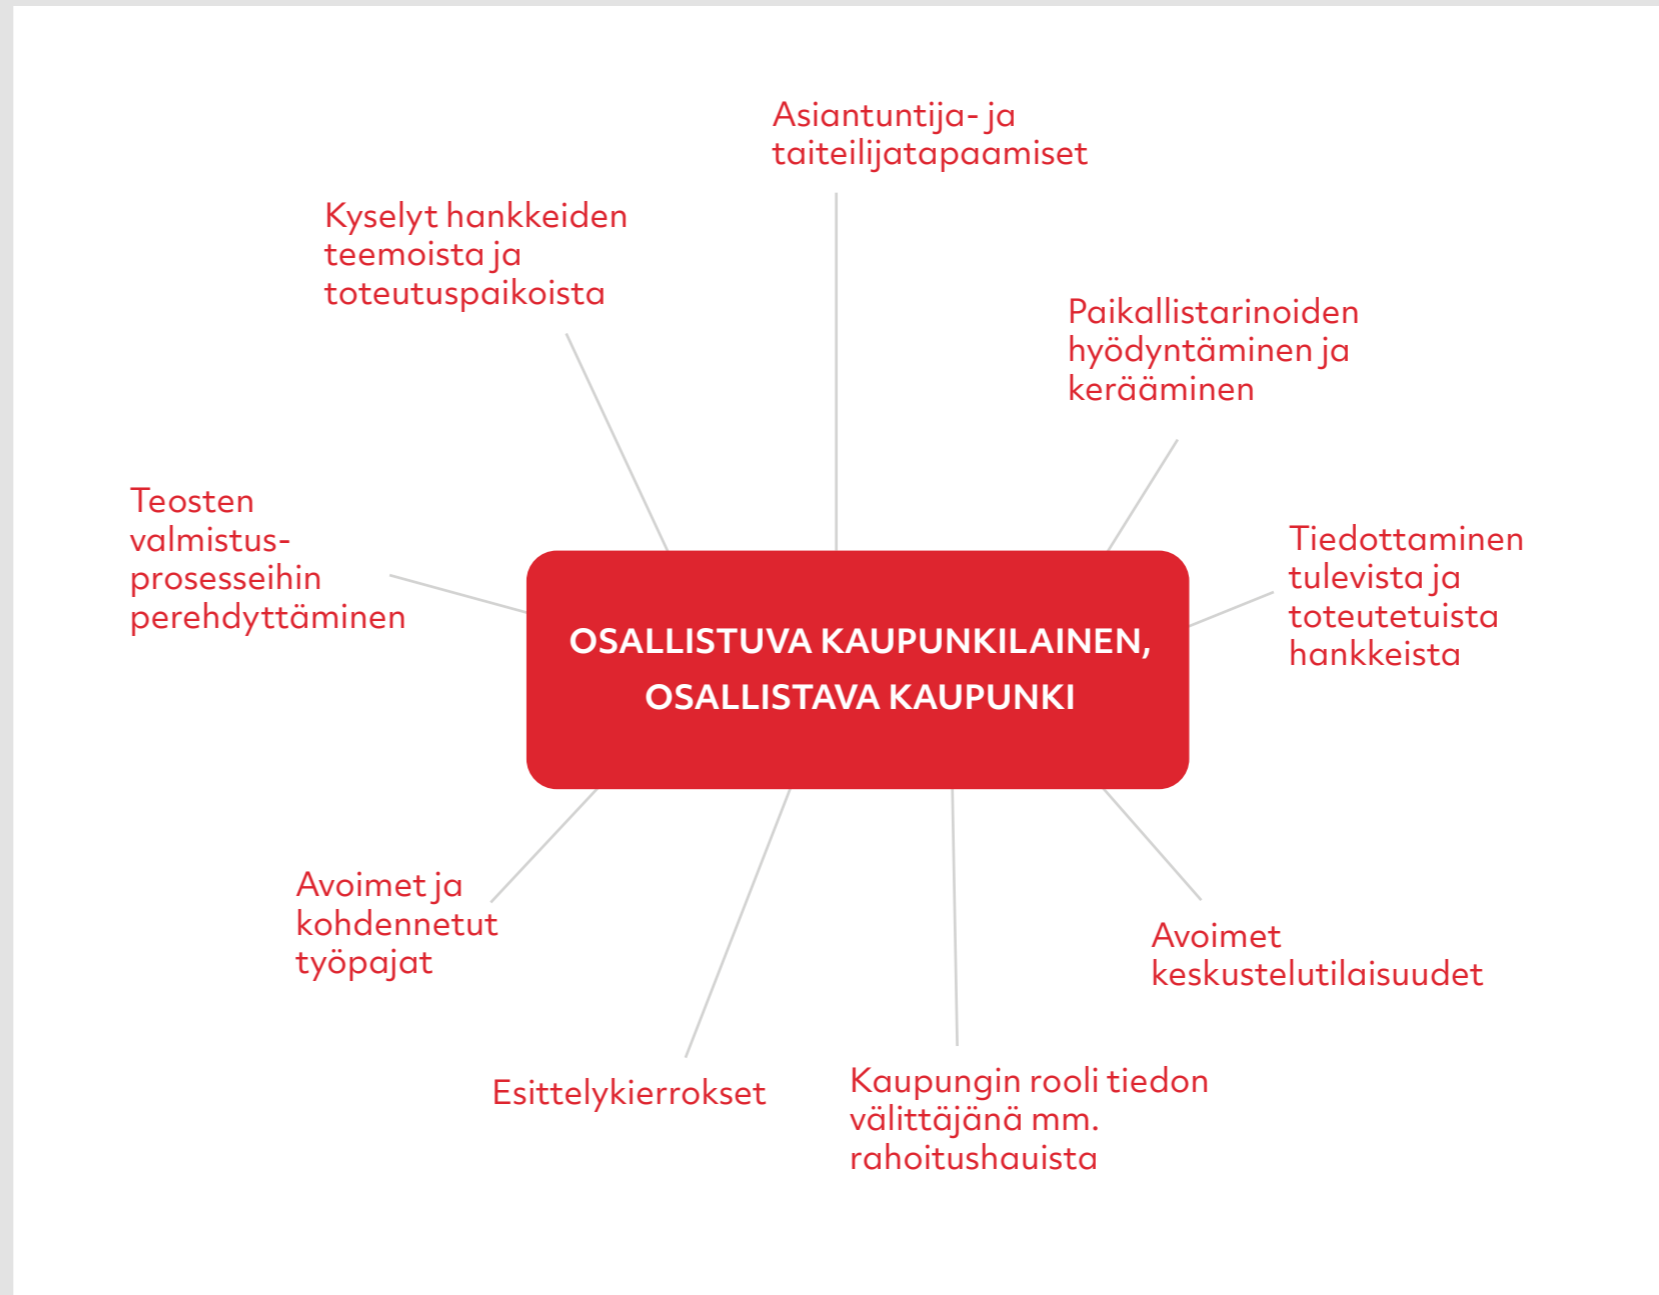 Asiantuntija- ja
taiteilijatapaamiset
Kyselyt hankkeiden
teemoista ja
toteutuspaikoista
Paikallistarinoiden
hyödyntäminen ja
kerääminen
Teosten
valmistus-
prosesseihin
perehdyttäminen
Tiedottaminen
tulevista ja
toteutetuista
hankkeista
OSALLISTUVA KAUPUNKILAINEN,
OSALLISTAVA KAUPUNKI
Avoimet ja
kohdennetut
työpajat
Avoimet
keskustelutilaisuudet
Esittelykierrokset
Kaupungin rooli tiedon
välittäjänä mm.
rahoitushauista